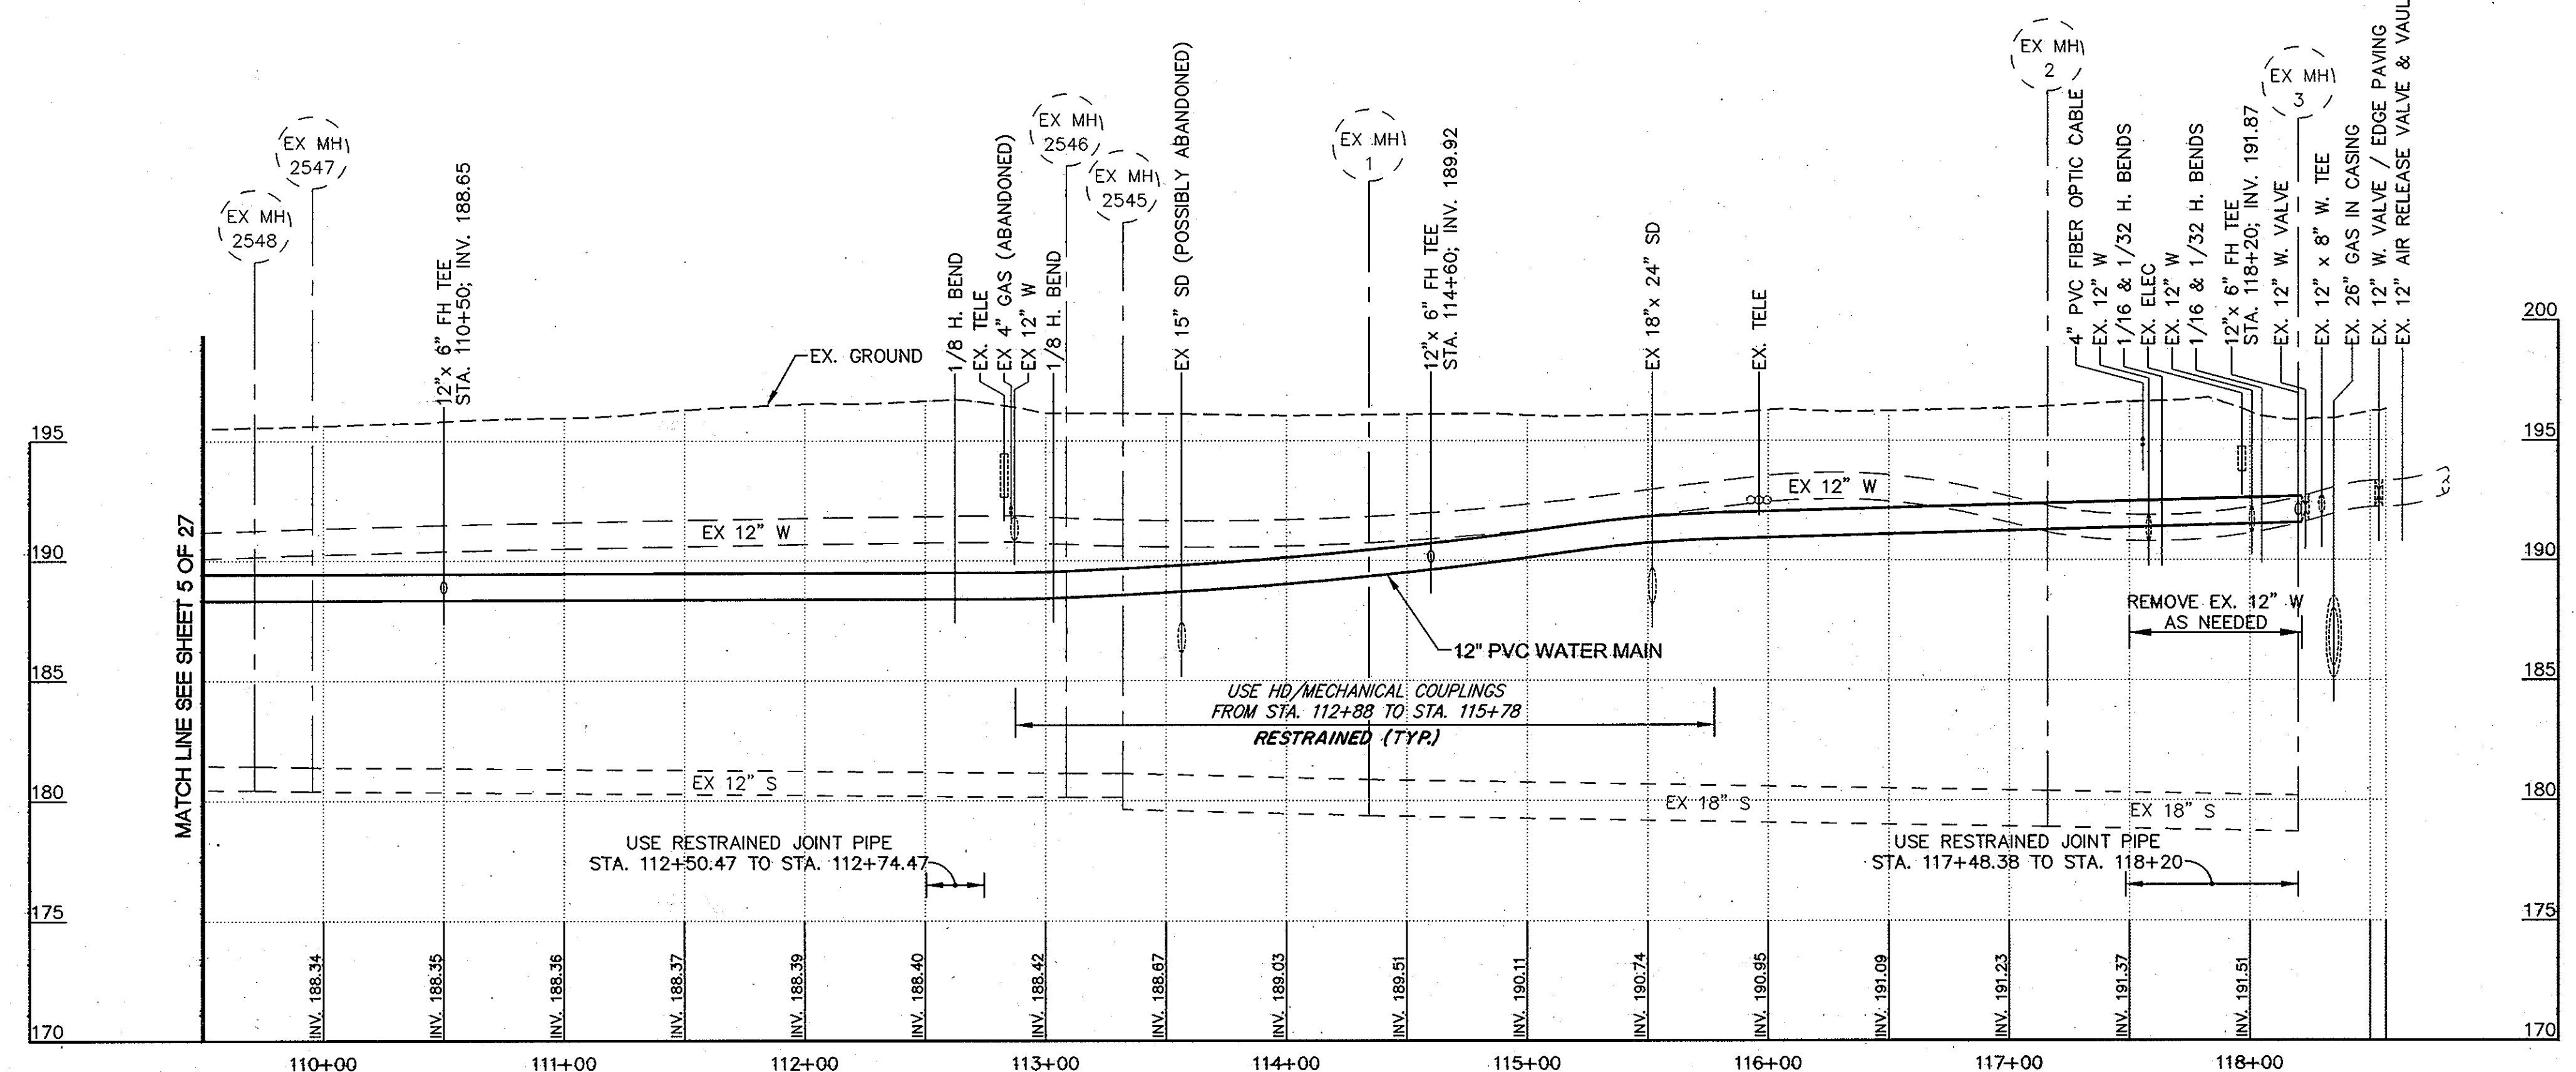 EX MH
2548
EX MH
2547
12"x 6" FH TEE
STA. 110+50; INV. 188.65
EX. GROUND
1/8 H. BEND
EX. TELE
EX 4" GAS (ABANDONED)
EX 12" W
1/8 H. BEND
EX MH
2546
EX MH
2545
EX 15" SD (POSSIBLY ABANDONED)
EX MH
1
12"x 6" FH TEE
STA. 114+60; INV. 189.92
EX 18"x 24" SD
EX. TELE
EX MH
2
4" PVC FIBER OPTIC CABLE
EX. 12" W
1/16 & 1/32 H. BENDS
EX. ELEC
EX. 12" W
1/16 & 1/32 H. BENDS
12"x 6" FH TEE
STA. 118+20; INV. 191.87
EX. 12" W. VALVE
EX MH
3
EX. 12" x 8" W. TEE
EX. 26" GAS IN CASING
EX. 12" W. VALVE / EDGE PAVING
EX. 12" AIR RELEASE VALVE &
200
195
195
190
190
185
185
180
180
175
175
170
170
MATCH LINE SEE SHEET 5 OF 27
EX 12" W
EX 12" W
12" PVC WATER MAIN
REMOVE EX. 12" W
AS NEEDED
USE HD/MECHANICAL COUPLINGS
FROM STA. 112+88 TO STA. 115+78
RESTRAINED (TYP.)
EX 12" S
EX 18" S
EX 18" S
USE RESTRAINED JOINT PIPE
STA. 112+50.47 TO STA. 112+74.47
USE RESTRAINED JOINT PIPE
STA. 117+48.38 TO STA. 118+20
INV. 188.34
INV. 188.35
INV. 188.36
INV. 188.37
INV. 188.39
INV. 188.40
INV. 188.42
INV. 188.67
INV. 189.03
INV. 189.51
INV. 190.11
INV. 190.74
INV. 190.95
INV. 191.09
INV. 191.23
INV. 191.37
INV. 191.51
110+00
111+00
112+00
113+00
114+00
115+00
116+00
117+00
118+00